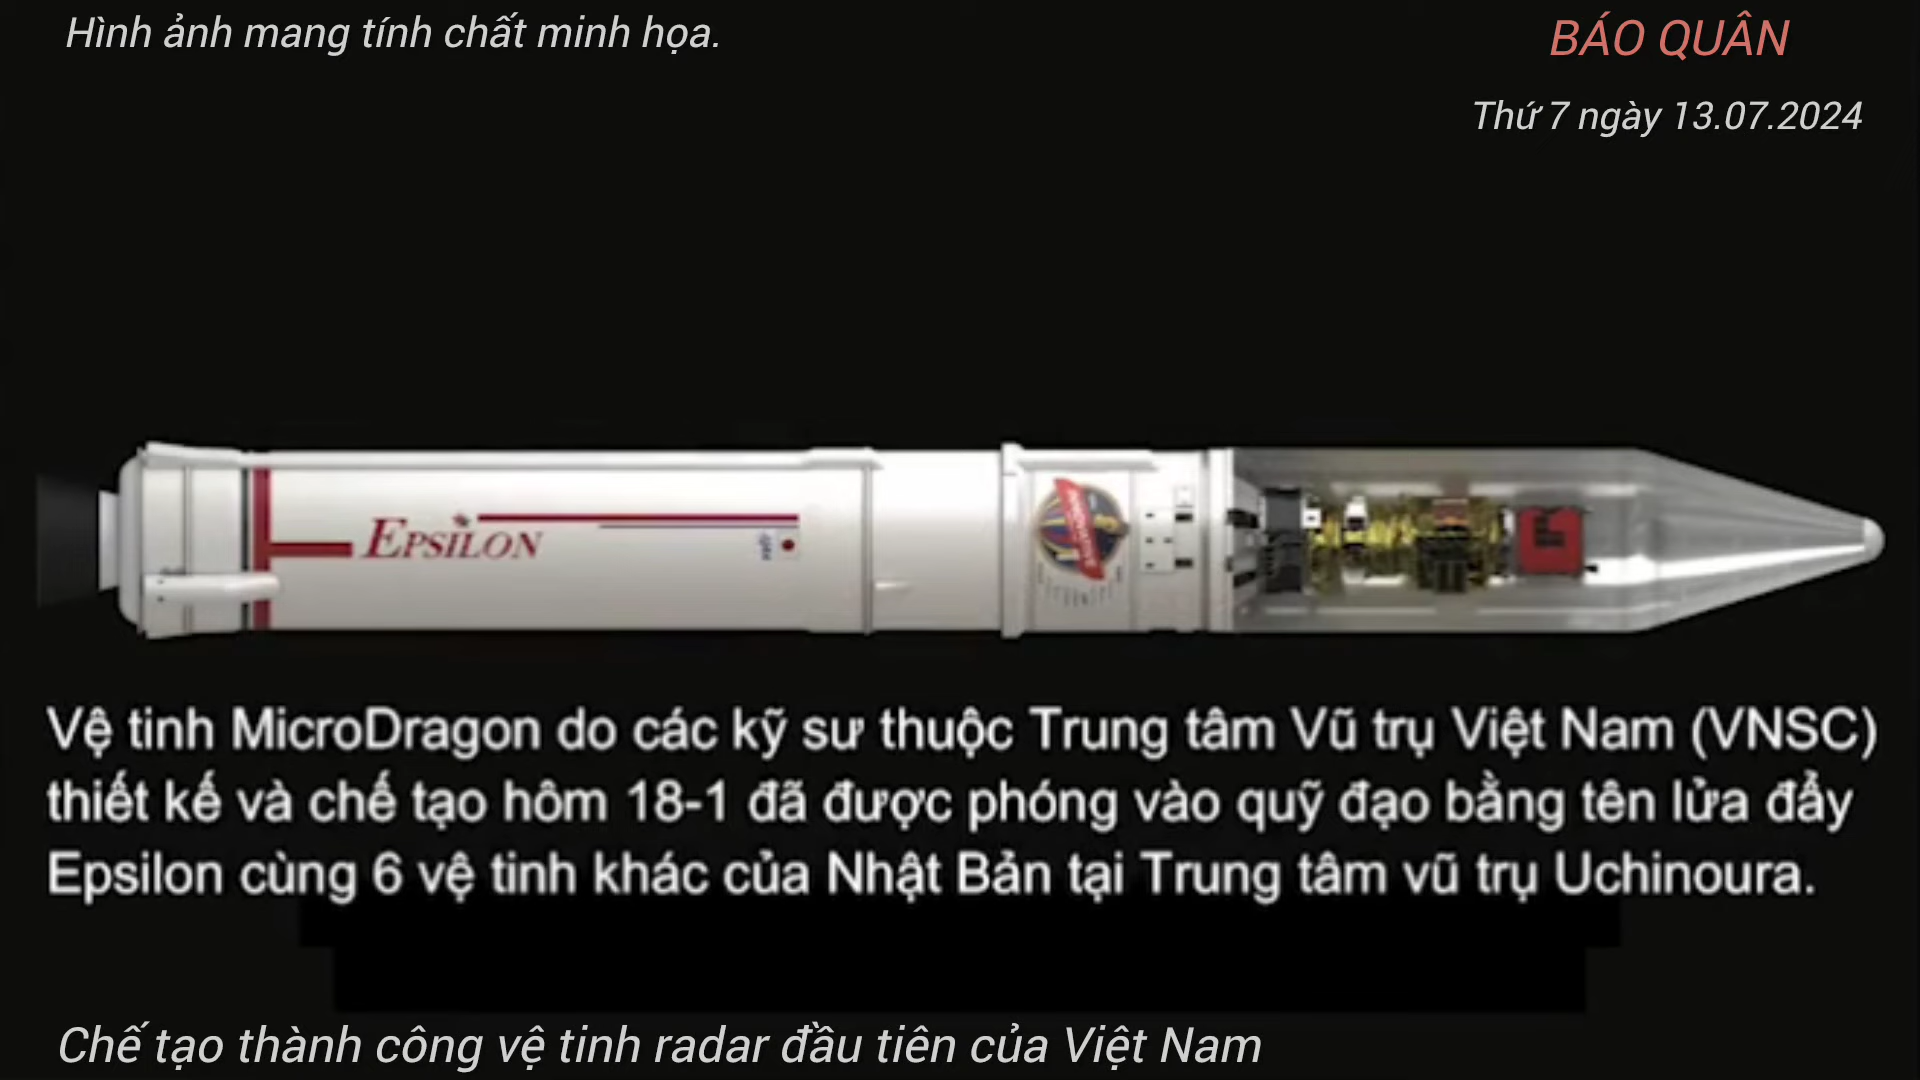 Hình ảnh mang tính chất minh họa.
BÁO QUÂN
Thứ 7 ngày 13.07.2024
EPSILON
Vệ tinh MicroDragon do các kỹ sư thuộc Trung tâm Vũ trụ Việt Nam (VNSC)
thiết kế và chế tạo hôm 18-1 đã được phóng vào quỹ đạo bằng tên lửa đẩy
Epsilon cùng 6 vệ tinh khác của Nhật Bản tại Trung tâm vũ trụ Uchinoura.
Chế tạo thành công vệ tinh radar đầu tiên của Việt Nam